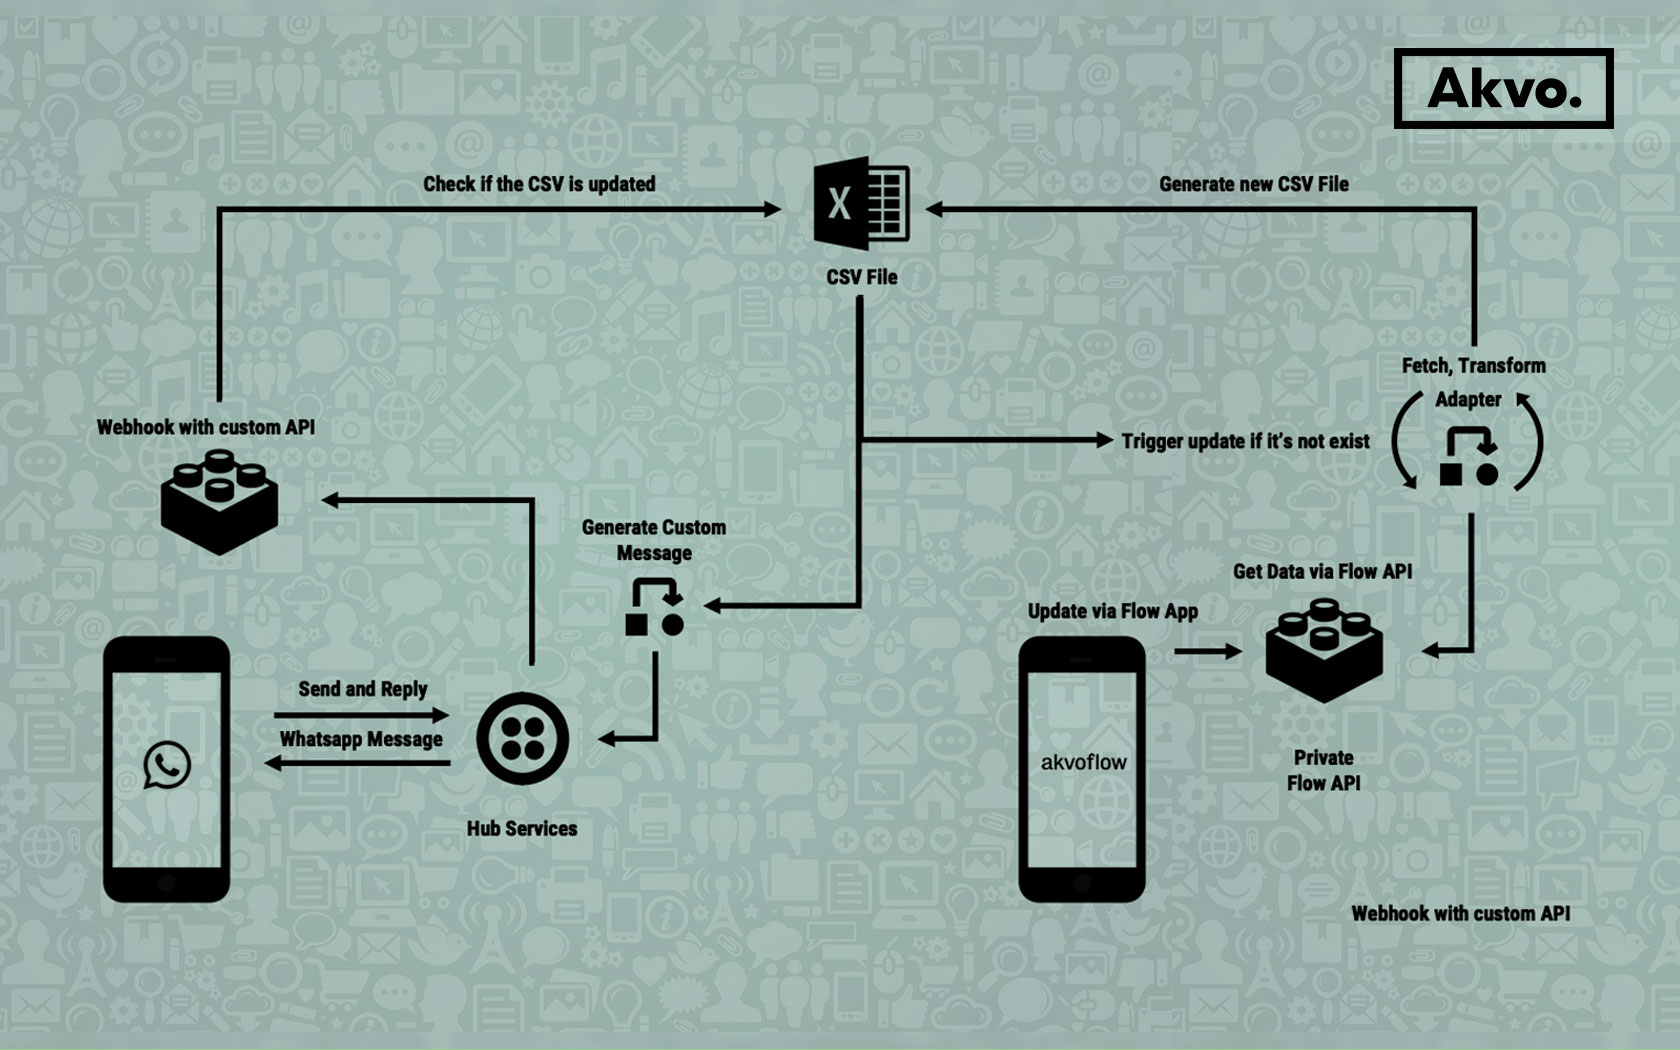 Akvo.
Check if the CSV is updated
Generate new CSV File
X
CSV File
Fetch, Transform
Adapter
Webhook with custom API
Trigger update if it's not exist
Generate Custom
Message
Get Data via Flow API
Update via Flow App
Send and Reply
Whatsapp Message
akvoflow
Private
Flow API
Hub Services
Webhook with custom API